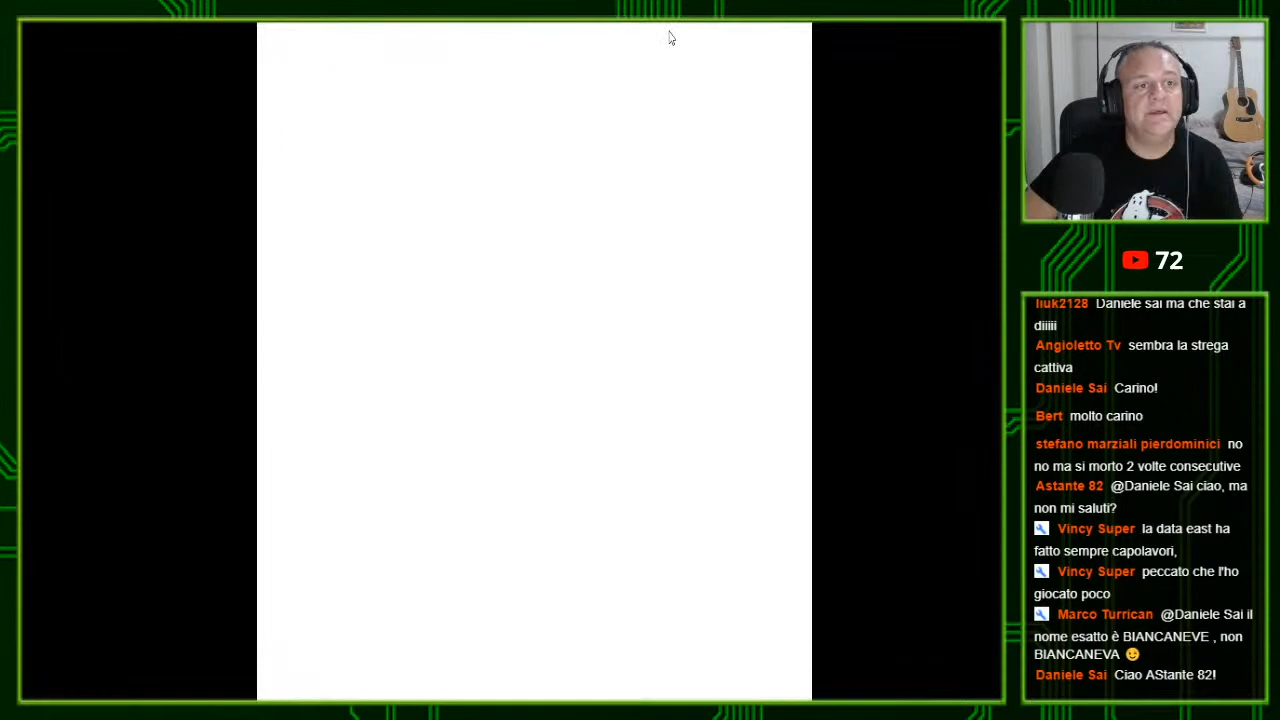 72
liuk2128 Daniele sai ma che stai a
diiiii
Angioletto Tv sembra la strega
cattiva
Daniele Sai Carino!
Bert molto carino
stefano marziali pierdominici no
no ma si morto 2 volte consecutive
Astante 82 @Daniele Sai ciao, ma
non mi saluti?
Vincy Super la data east ha
fatto sempre capolavori,
Vincy Super peccato che l'ho
giocato poco
Marco Turrican @Daniele Sai il
nome esatto è BIANCANEVE , non
BIANCANEVA 😉
Daniele Sai Ciao AStante 82!